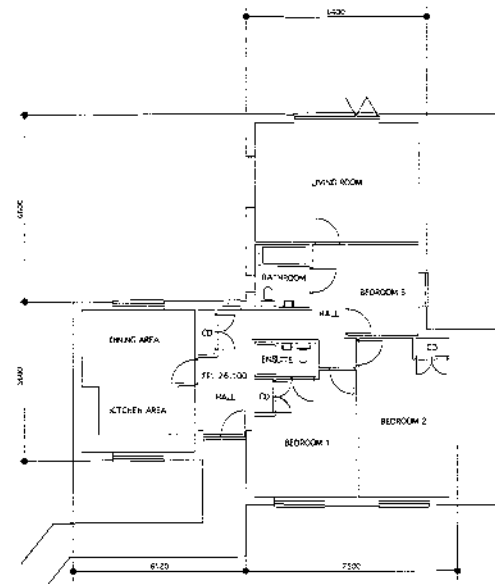 LIVING ROOM
BATHROOM
BEDROOM 3
HALL
DINING AREA
CD
CD
ENSUITE
HALL
CD
KITCHEN AREA
BEDROOM 2
BEDROOM 1
7500